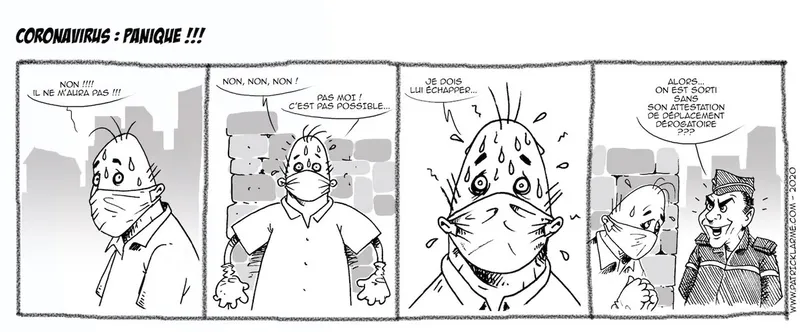 CORONAVIRUS : PANIQUE !!!
NON !!!!
IL NE M'AURA PAS !!!
NON, NON, NON !
PAS MOI !
C'EST PAS POSSIBLE...
JE DOIS
LUI ÉCHAPPER...
ALORS...
ON EST SORTI
SANS
SON ATTESTATION
DE DÉPLACEMENT
DÉROGATOIRE
???
WWW.PATRICKLARME.COM - 2020